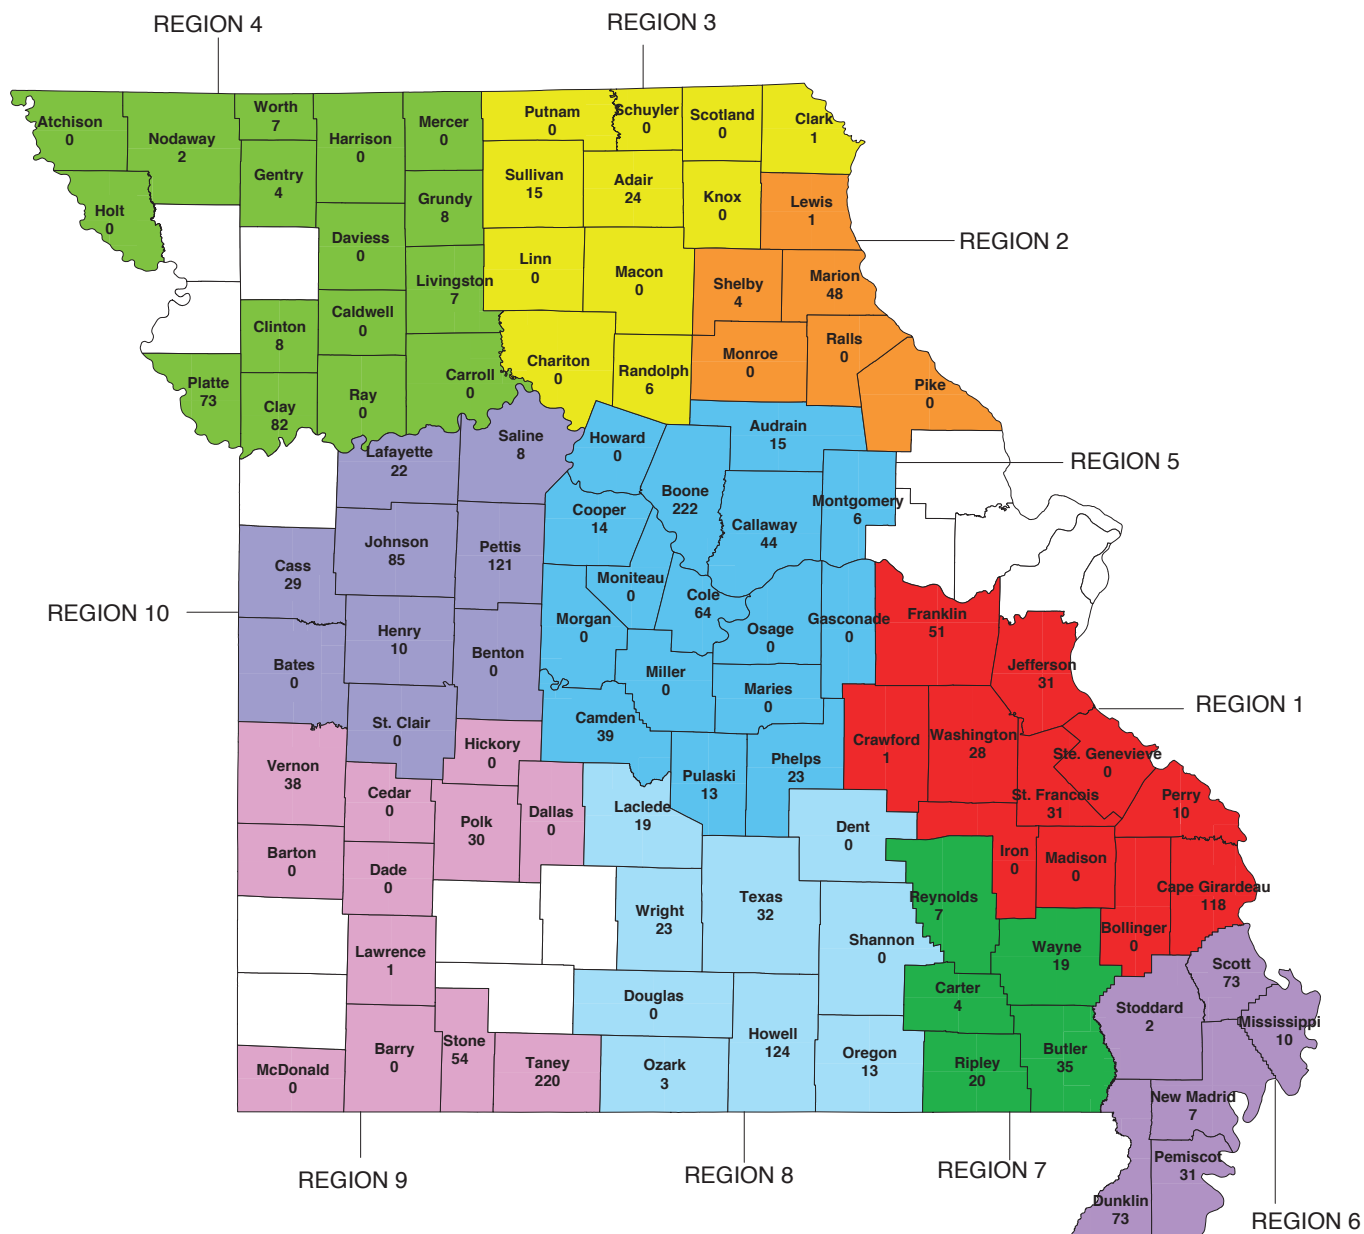 REGION 4
REGION 3
Atchison
0
Nodaway
2
Worth
7
Gentry
4
Harrison
0
Mercer
0
Grundy
8
Holt
0
Daviess
0
Livingston
7
Clinton
8
Caldwell
0
Platte
73
Clay
82
Ray
0
Carroll
0
Putnam
0
Schuyler
0
Scotland
0
Clark
1
Sullivan
15
Adair
24
Knox
0
Linn
0
Macon
0
Chariton
0
Randolph
6
Lewis
1
REGION 2
Shelby
4
Marion
48
Monroe
0
Ralls
0
Pike
0
Lafayette
22
Saline
8
Johnson
85
Pettis
121
Cass
29
REGION 10
Henry
10
Benton
0
Bates
0
St. Clair
0
Howard
0
Audrain
15
REGION 5
Boone
222
Montgomery
6
Cooper
14
Callaway
44
Moniteau
0
Cole
64
Morgan
0
Osage
0
Gasconade
0
Miller
0
Maries
0
Camden
39
Pulaski
13
Phelps
23
Franklin
51
Jefferson
31
REGION 1
Crawford
1
Washington
28
Ste. Genevieve
0
St. Francois
31
Perry
10
Iron
0
Madison
0
Cape Girardeau
118
Bollinger
0
Vernon
38
Hickory
0
Cedar
0
Polk
30
Dallas
0
Barton
0
Dade
0
Lawrence
1
McDonald
0
Barry
0
Stone
54
Taney
220
REGION 9
Laclede
19
Dent
0
Wright
23
Texas
32
Shannon
0
Douglas
0
Howell
124
Ozark
3
Oregon
13
REGION 8
Reynolds
7
Wayne
19
Carter
4
Ripley
20
Butler
35
REGION 7
Scott
73
Stoddard
2
Mississippi
10
New Madrid
7
Pemiscot
31
Dunklin
73
REGION 6